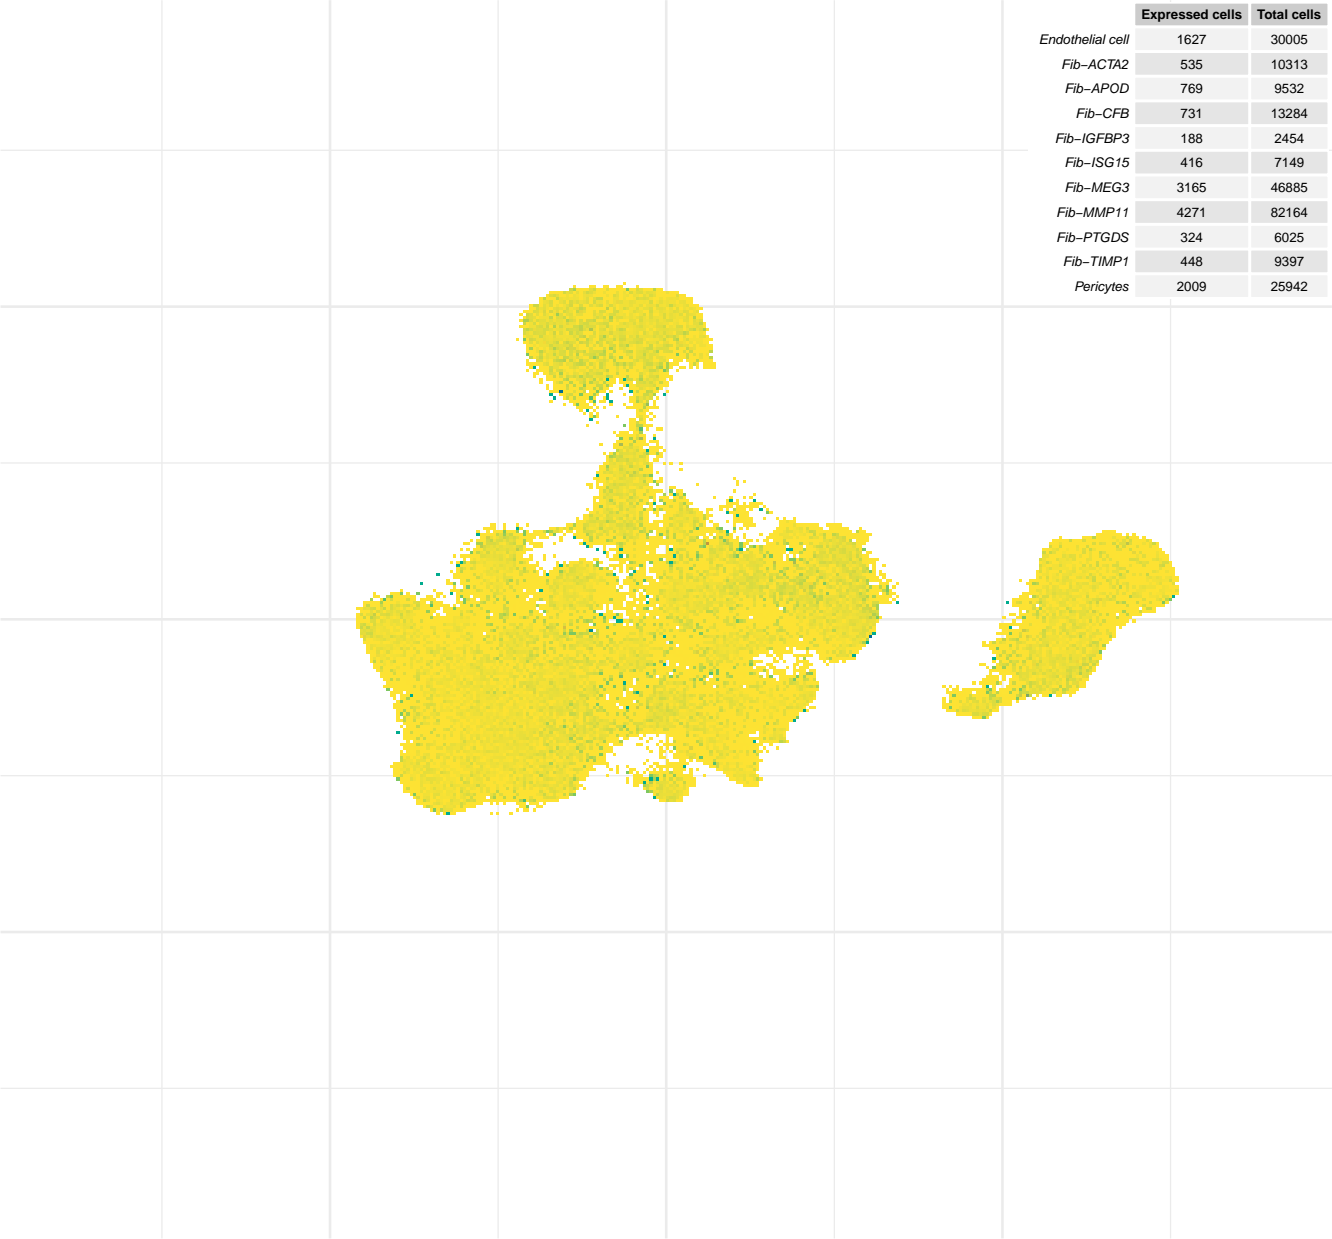 Expressed cells Total cells
Endothelial cell 1627 30005
Fib−ACTA2 535 10313
Fib−APOD 769 9532
Fib−CFB 731 13284
Fib−IGFBP3 188 2454
Fib−ISG15 416 7149
Fib−MEG3 3165 46885
Fib−MMP11 4271 82164
Fib−PTGDS 324 6025
Fib−TIMP1 448 9397
Pericytes 2009 25942